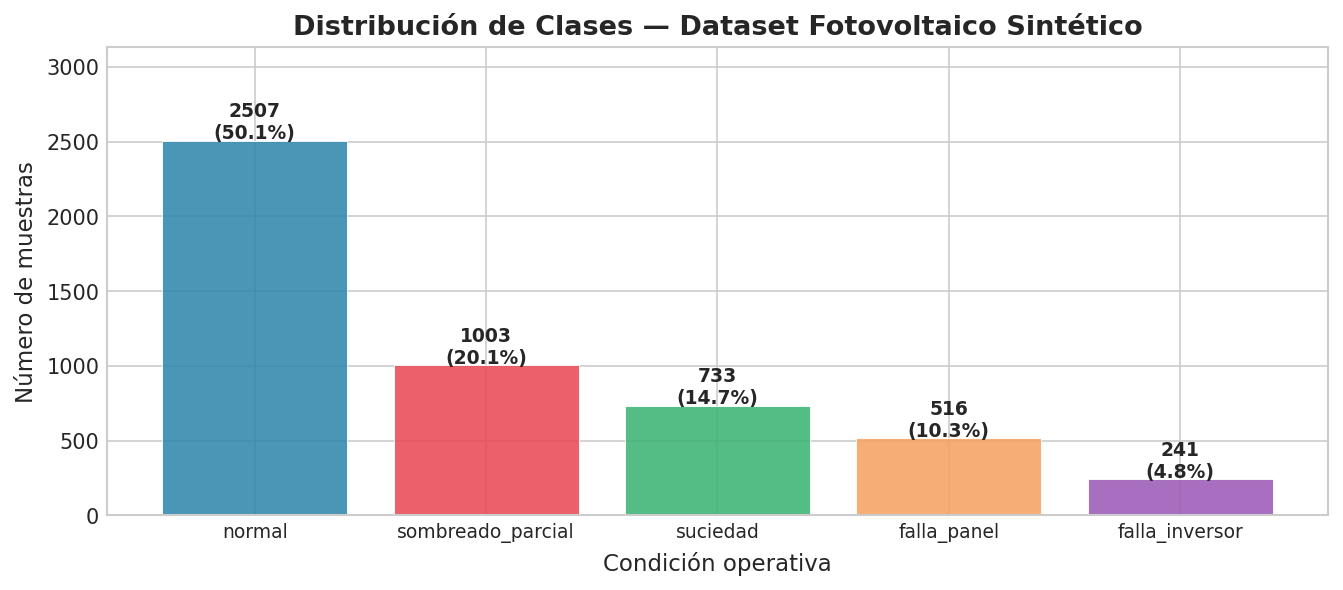 Distribución de Clases — Dataset Fotovoltaico Sintético
Número de muestras
3000
2500
2000
1500
1000
500
0
2507
(50.1%)
1003
(20.1%)
733
(14.7%)
516
(10.3%)
241
(4.8%)
normal
sombreado_parcial
suciedad
falla_panel
falla_inversor
Condición operativa